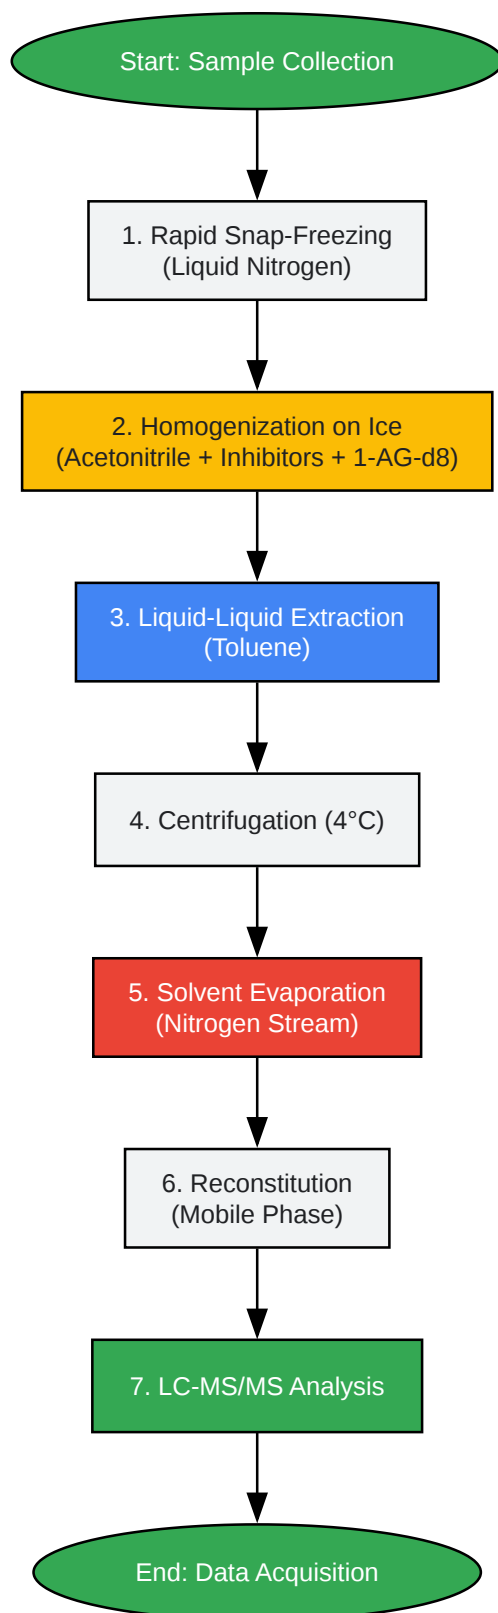 Start: Sample Collection
1. Rapid Snap-Freezing
(Liquid Nitrogen)
2. Homogenization on Ice
(Acetonitrile + Inhibitors + 1-AG-d8)
3. Liquid-Liquid Extraction
(Toluene)
4. Centrifugation (4°C)
5. Solvent Evaporation
(Nitrogen Stream)
6. Reconstitution
(Mobile Phase)
7. LC-MS/MS Analysis
End: Data Acquisition